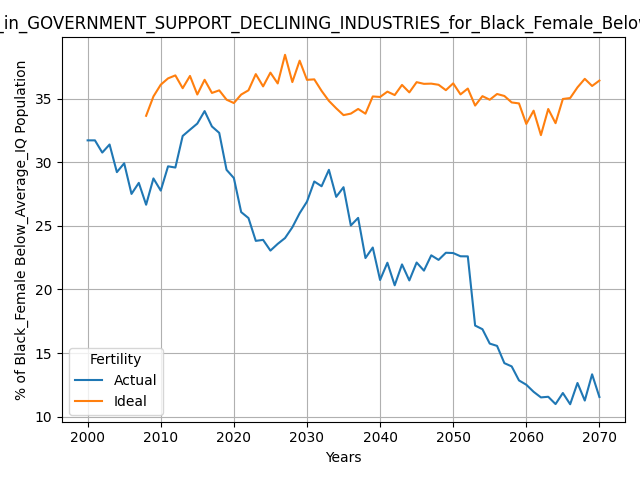 _in_GOVERNMENT_SUPPORT_DECLINING_INDUSTRIES_for_Black_Female_Below
% of Black_Female Below_Average_IQ Population
35
30
25
20
15
10
Fertility
Actual
Ideal
2000 2010 2020 2030 2040 2050 2060 2070
Years